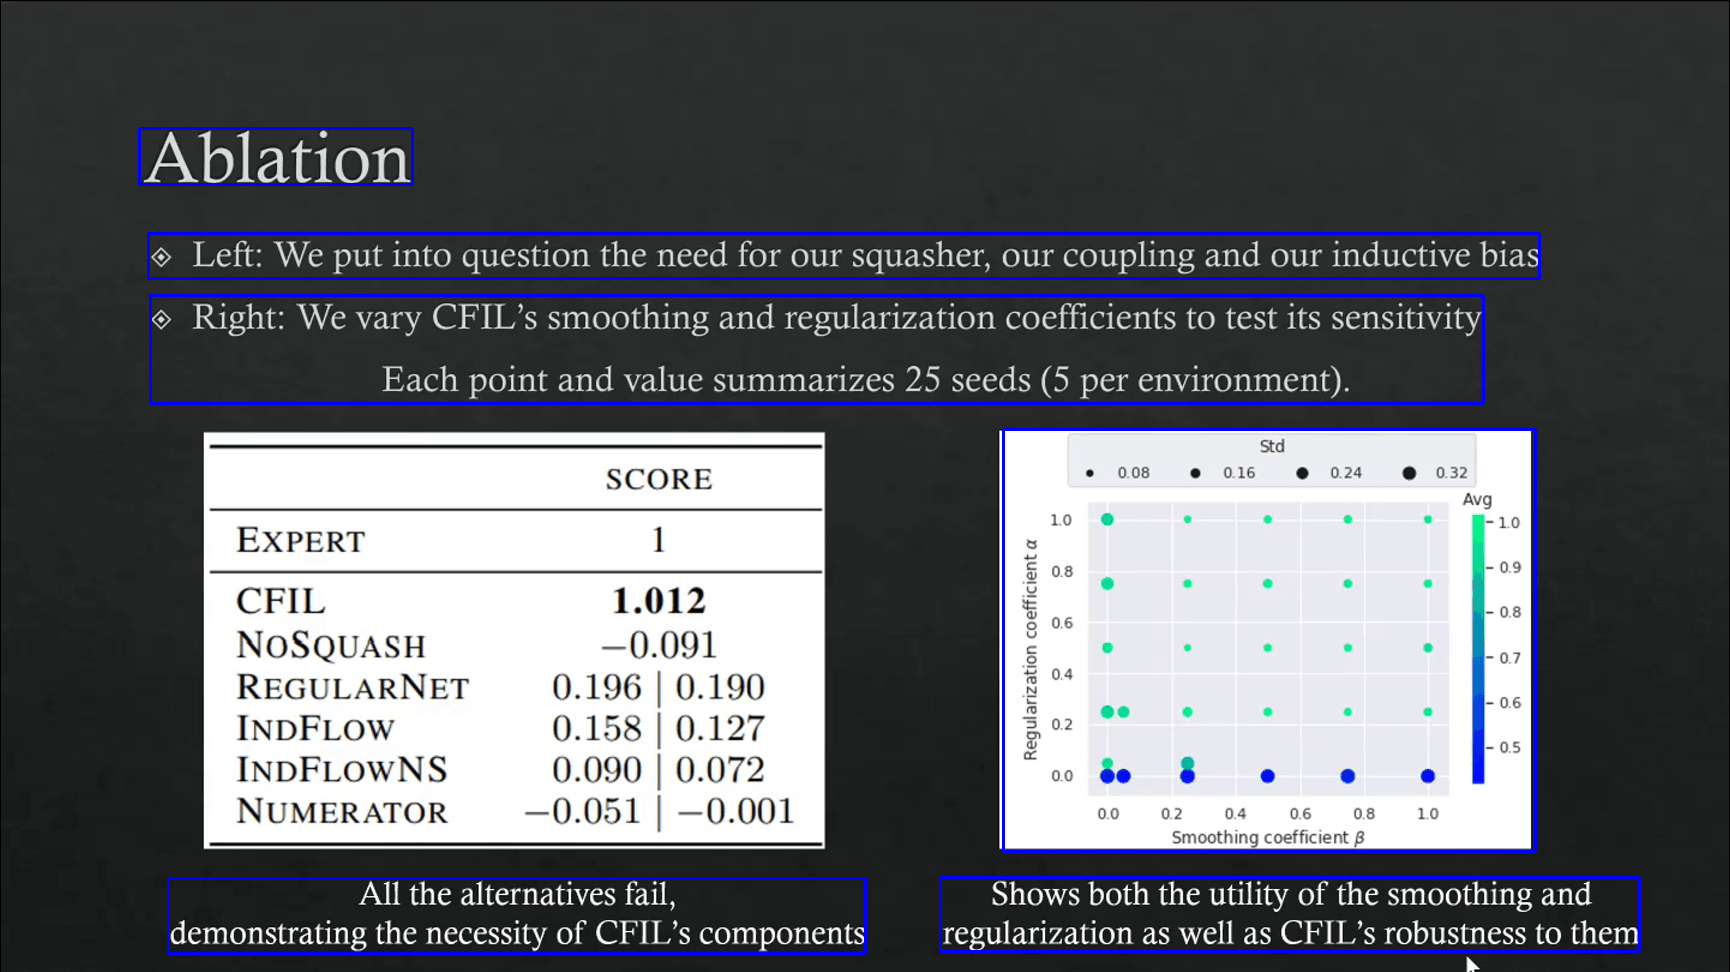 Ablation
Left: We put into question the need for our squasher, our coupling and our inductive bias
Right: We vary CFIL’s smoothing and regularization coefficients to test its sensitivity
Each point and value summarizes 25 seeds (5 per environment).
SCORE
EXPERT 1
CFIL 1.012
NOSQUASH −0.091
REGULARNET 0.196 | 0.190
INDFLOW 0.158 | 0.127
INDFLOWNS 0.090 | 0.072
NUMERATOR −0.051 | −0.001
All the alternatives fail,
demonstrating the necessity of CFIL’s components
Std
0.08 0.16 0.24 0.32
Avg
1.0
0.9
0.8
0.7
0.6
0.5
Regularization coefficient α
1.0
0.8
0.6
0.4
0.2
0.0
0.0 0.2 0.4 0.6 0.8 1.0
Smoothing coefficient β
Shows both the utility of the smoothing and
regularization as well as CFIL’s robustness to them